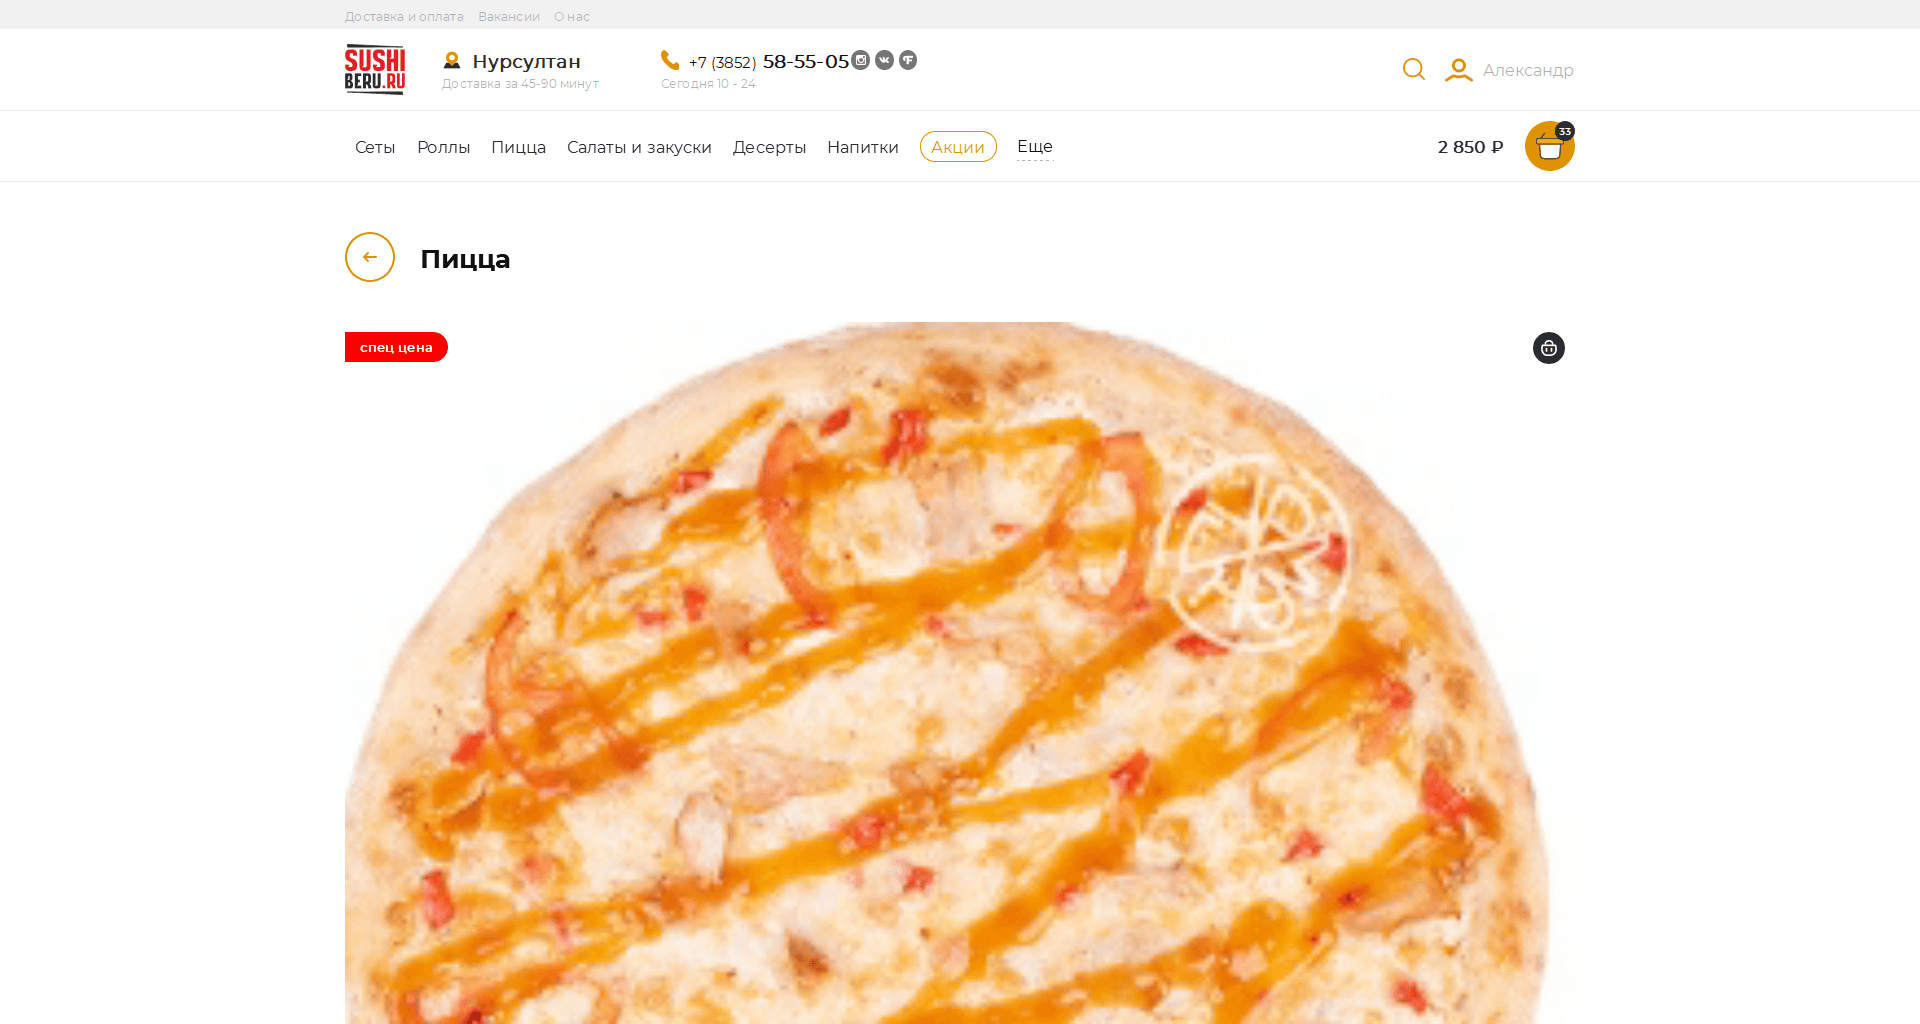 Доставка и оплата Вакансии О нас
SUSHI
BERU.RU
Нурсултан
Доставка за 45-90 минут
+7 (3852) 58-55-05
Сегодня 10 - 24
Александр
Сеты Роллы Пицца Салаты и закуски Десерты Напитки Акции Еще
2 850 ₽
33
Пицца
спец цена